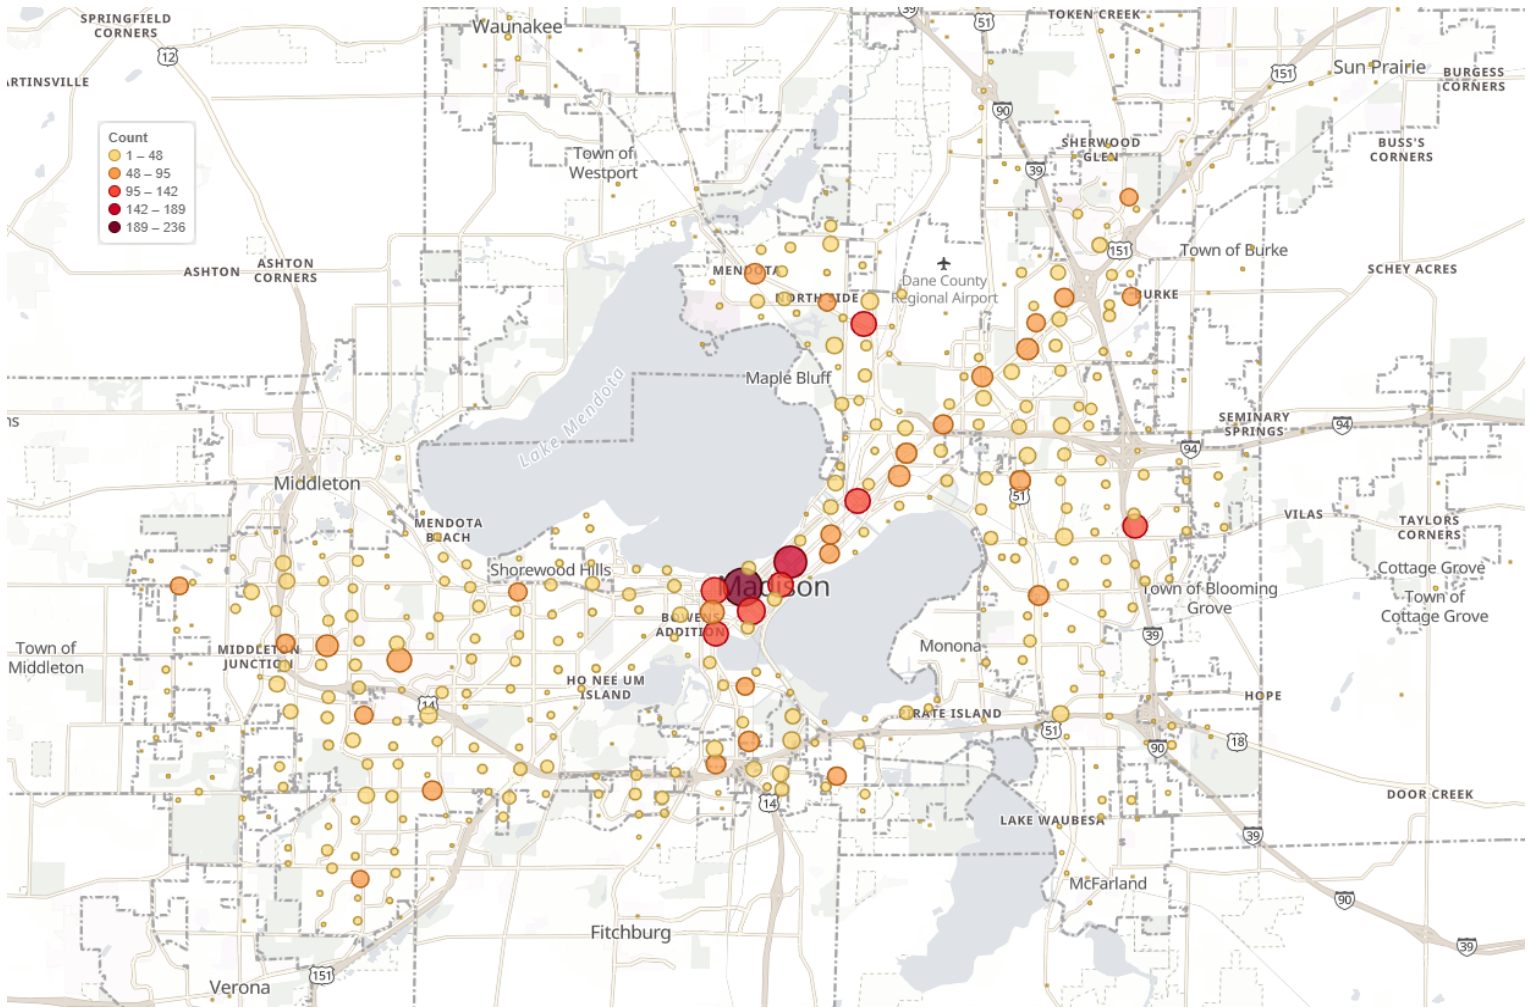 SPRINGFIELD
CORNERS
Waunakee
39
51
TOKEN CREEK
12
151
Sun Prairie
BURGESS
CORNERS
90
Count
1 – 48
48 – 95
95 – 142
142 – 189
189 – 236
Town of
Westport
SHERWOOD
GLEN
BUSS'S
CORNERS
39
151
Town of Burke
ASHTON
ASHTON
CORNERS
MENDOTA
NORTH SIDE
Dane County
Regional Airport
BURKE
SCHEY ACRES
Lake Mendota
Maple Bluff
SEMINARY
SPRINGS
94
94
Middleton
51
MENDOTA
BEACH
VILAS
TAYLORS
CORNERS
Shorewood Hills
Madison
Cottage Grove
Town of Blooming
Grove
Town of
Cottage Grove
BOWENS
ADDITION
39
Town of
Middleton
MIDDLETON
JUNCTION
Monona
HO NEE UM
ISLAND
HOPE
14
PIRATE ISLAND
51
90
18
14
DOOR CREEK
LAKE WAUBESA
39
McFarland
90
Fitchburg
39
151
Verona